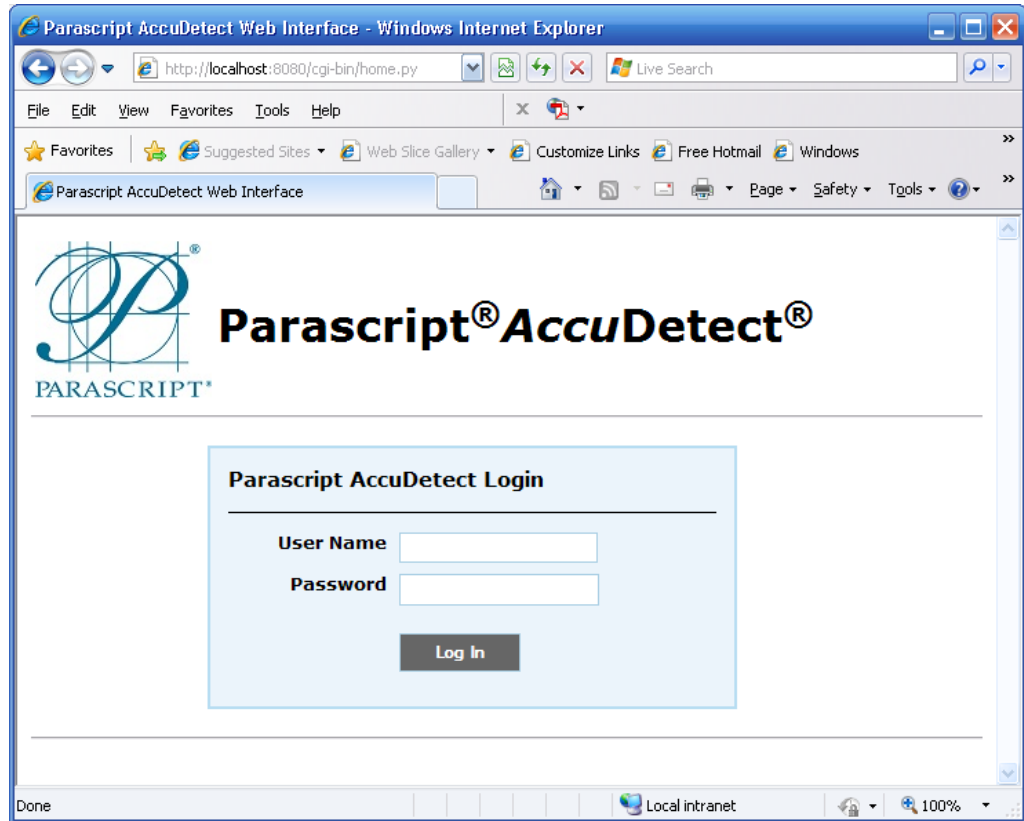 Parascript AccuDetect Web Interface - Windows Internet Explorer
http://localhost:8080/cgi-bin/home.py Live Search
File Edit View Favorites Tools Help x
Favorites Suggested Sites Web Slice Gallery Customize Links Free Hotmail Windows »
Parascript AccuDetect Web Interface Page Safety Tools »
®
Parascript®AccuDetect®
PARASCRIPT®
Parascript AccuDetect Login
User Name
Password
Log In
Done Local intranet 100%